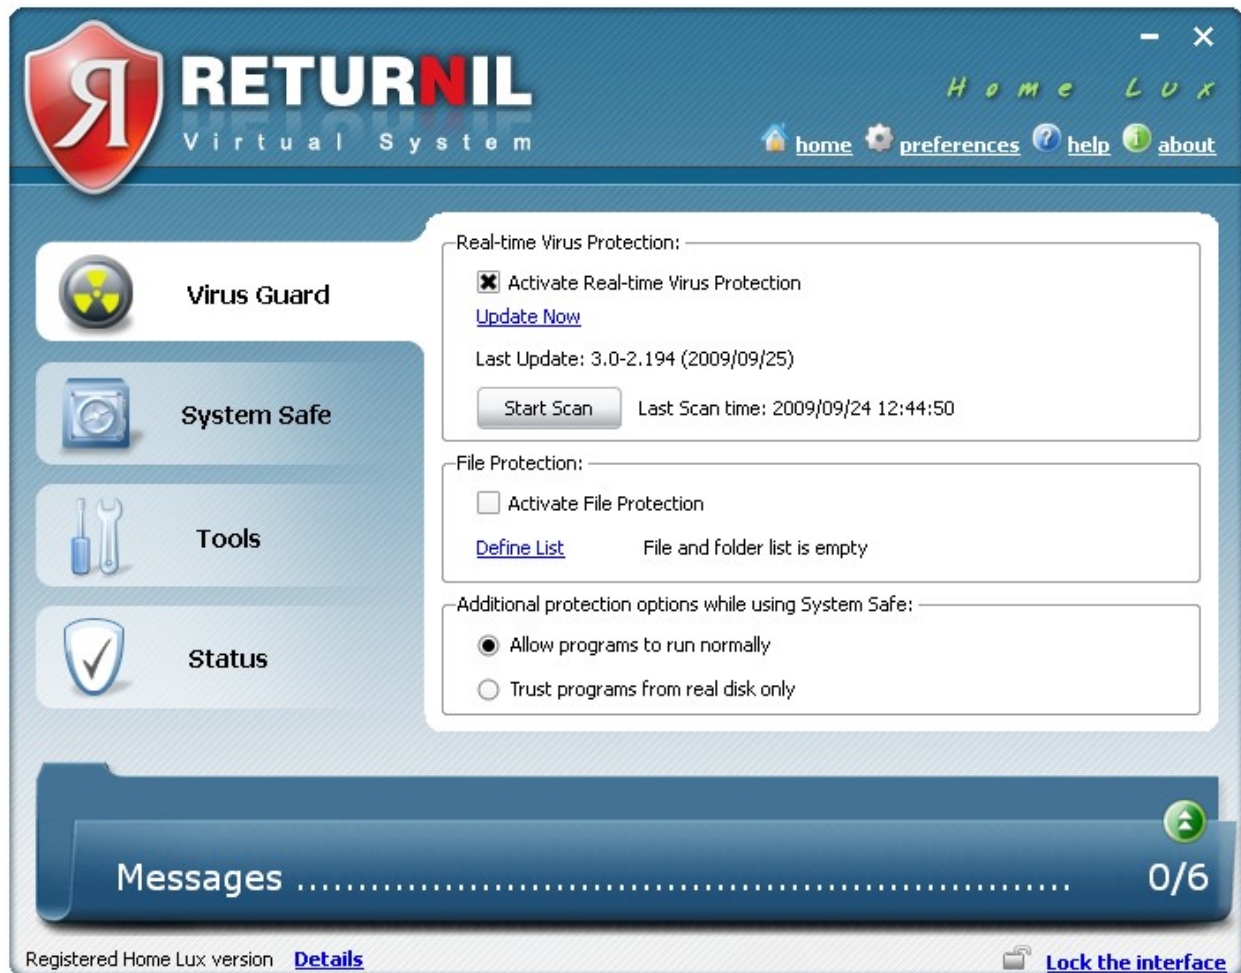 Я RETURNIL
Virtual System
Home Lux
home preferences help about
Virus Guard
System Safe
Tools
Status
Real-time Virus Protection:
Activate Real-time Virus Protection
Update Now
Last Update: 3.0-2.194 (2009/09/25)
Start Scan Last Scan time: 2009/09/24 12:44:50
File Protection:
Activate File Protection
Define List File and folder list is empty
Additional protection options while using System Safe:
Allow programs to run normally
Trust programs from real disk only
Messages .................................................. 0/6
Registered Home Lux version Details Lock the interface